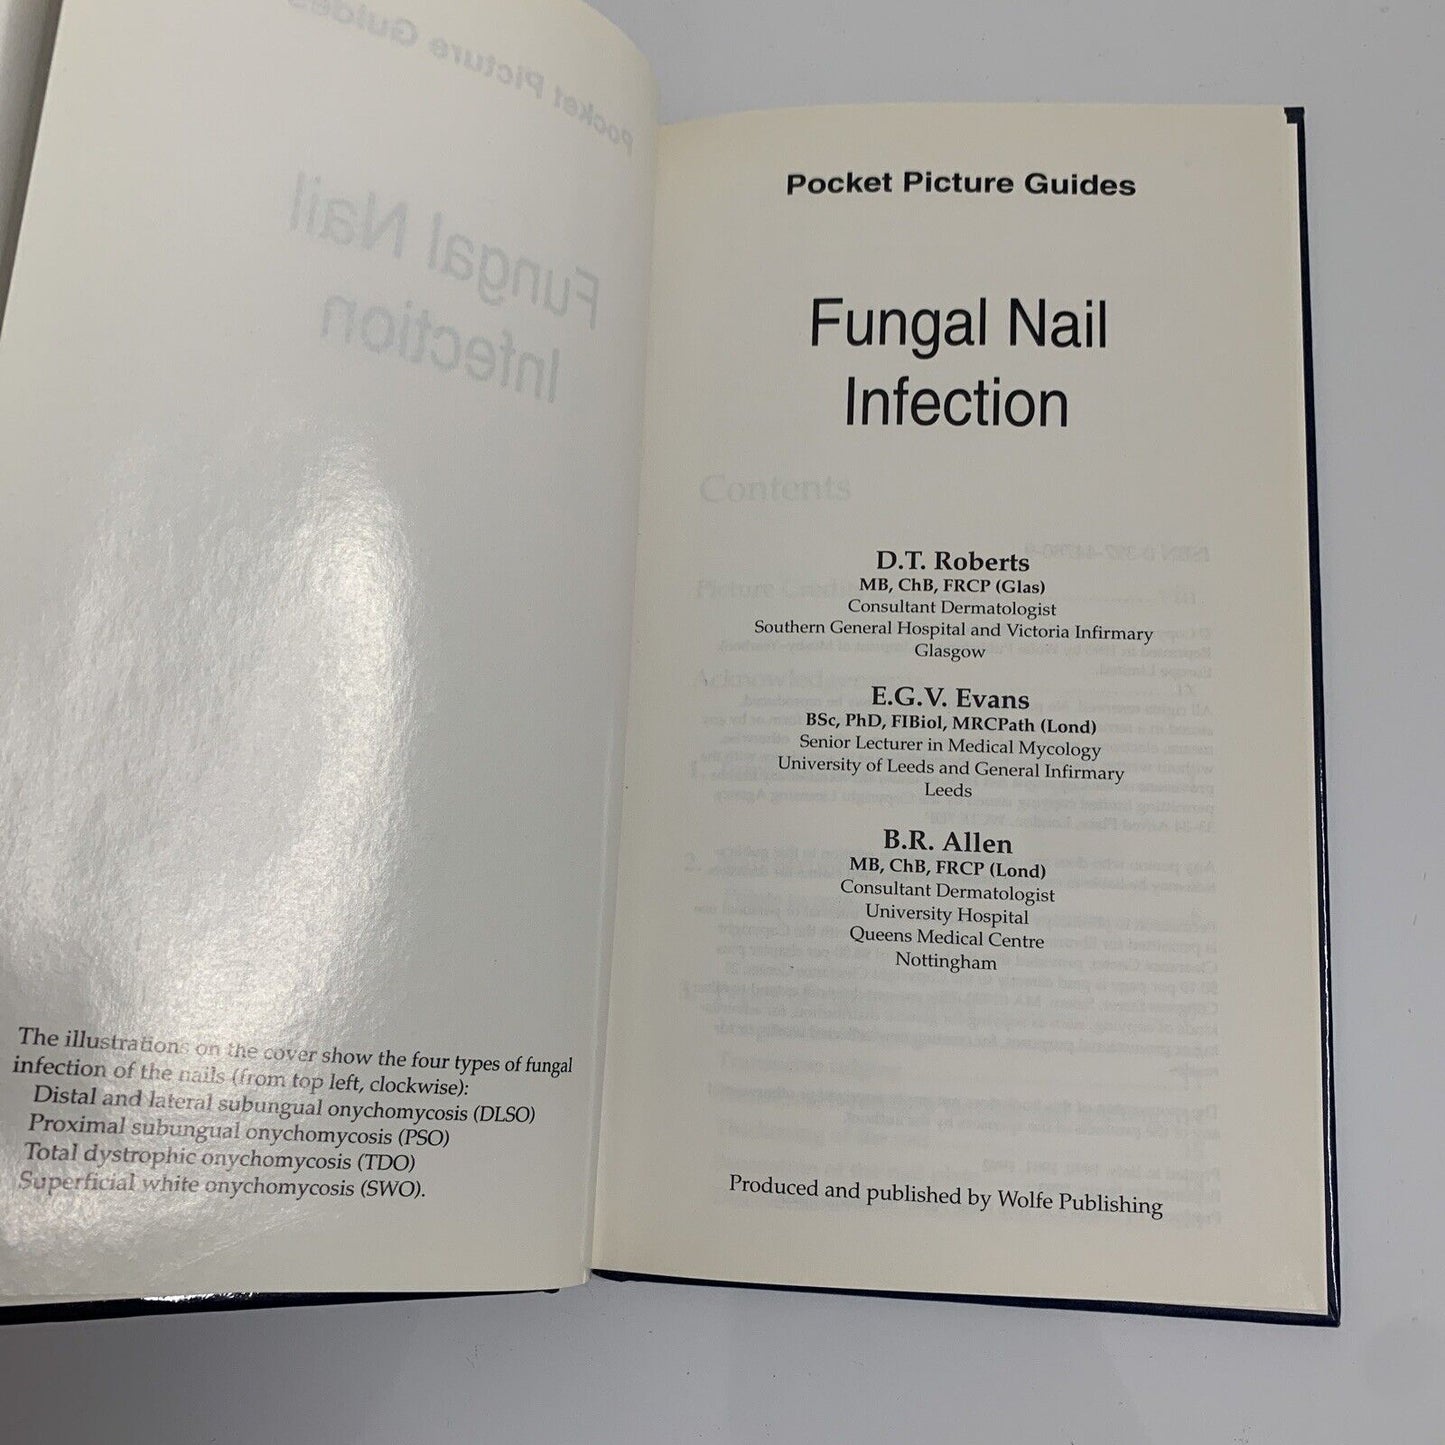 The illustrations on the cover show the four types of fungal
infection of the nails (from top left, clockwise):
Distal and lateral subungual onychomycosis (DLSO)
Proximal subungual onychomycosis (PSO)
Total dystrophic onychomycosis (TDO)
Superficial white onychomycosis (SWO).
Pocket Picture Guides
Fungal Nail
Infection
Contents
D.T. Roberts
MB, ChB, FRCP (Glas)
Consultant Dermatologist
Southern General Hospital and Victoria Infirmary
Glasgow
E.G.V. Evans
BSc, PhD, FIBiol, MRCPath (Lond)
Senior Lecturer in Medical Mycology
University of Leeds and General Infirmary
Leeds
B.R. Allen
MB, ChB, FRCP (Lond)
Consultant Dermatologist
University Hospital
Queens Medical Centre
Nottingham
Produced and published by Wolfe Publishing